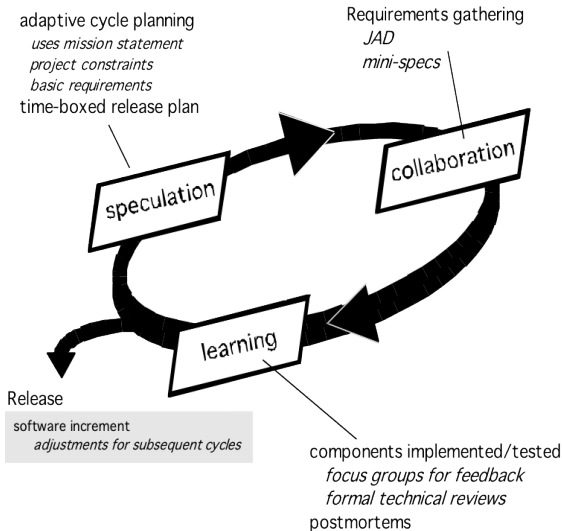 adaptive cycle planning
uses mission statement
project constraints
basic requirements
time-boxed release plan
Requirements gathering
JAD
mini-specs
speculation
collaboration
learning
Release
software increment
adjustments for subsequent cycles
components implemented/tested
focus groups for feedback
formal technical reviews
postmortems